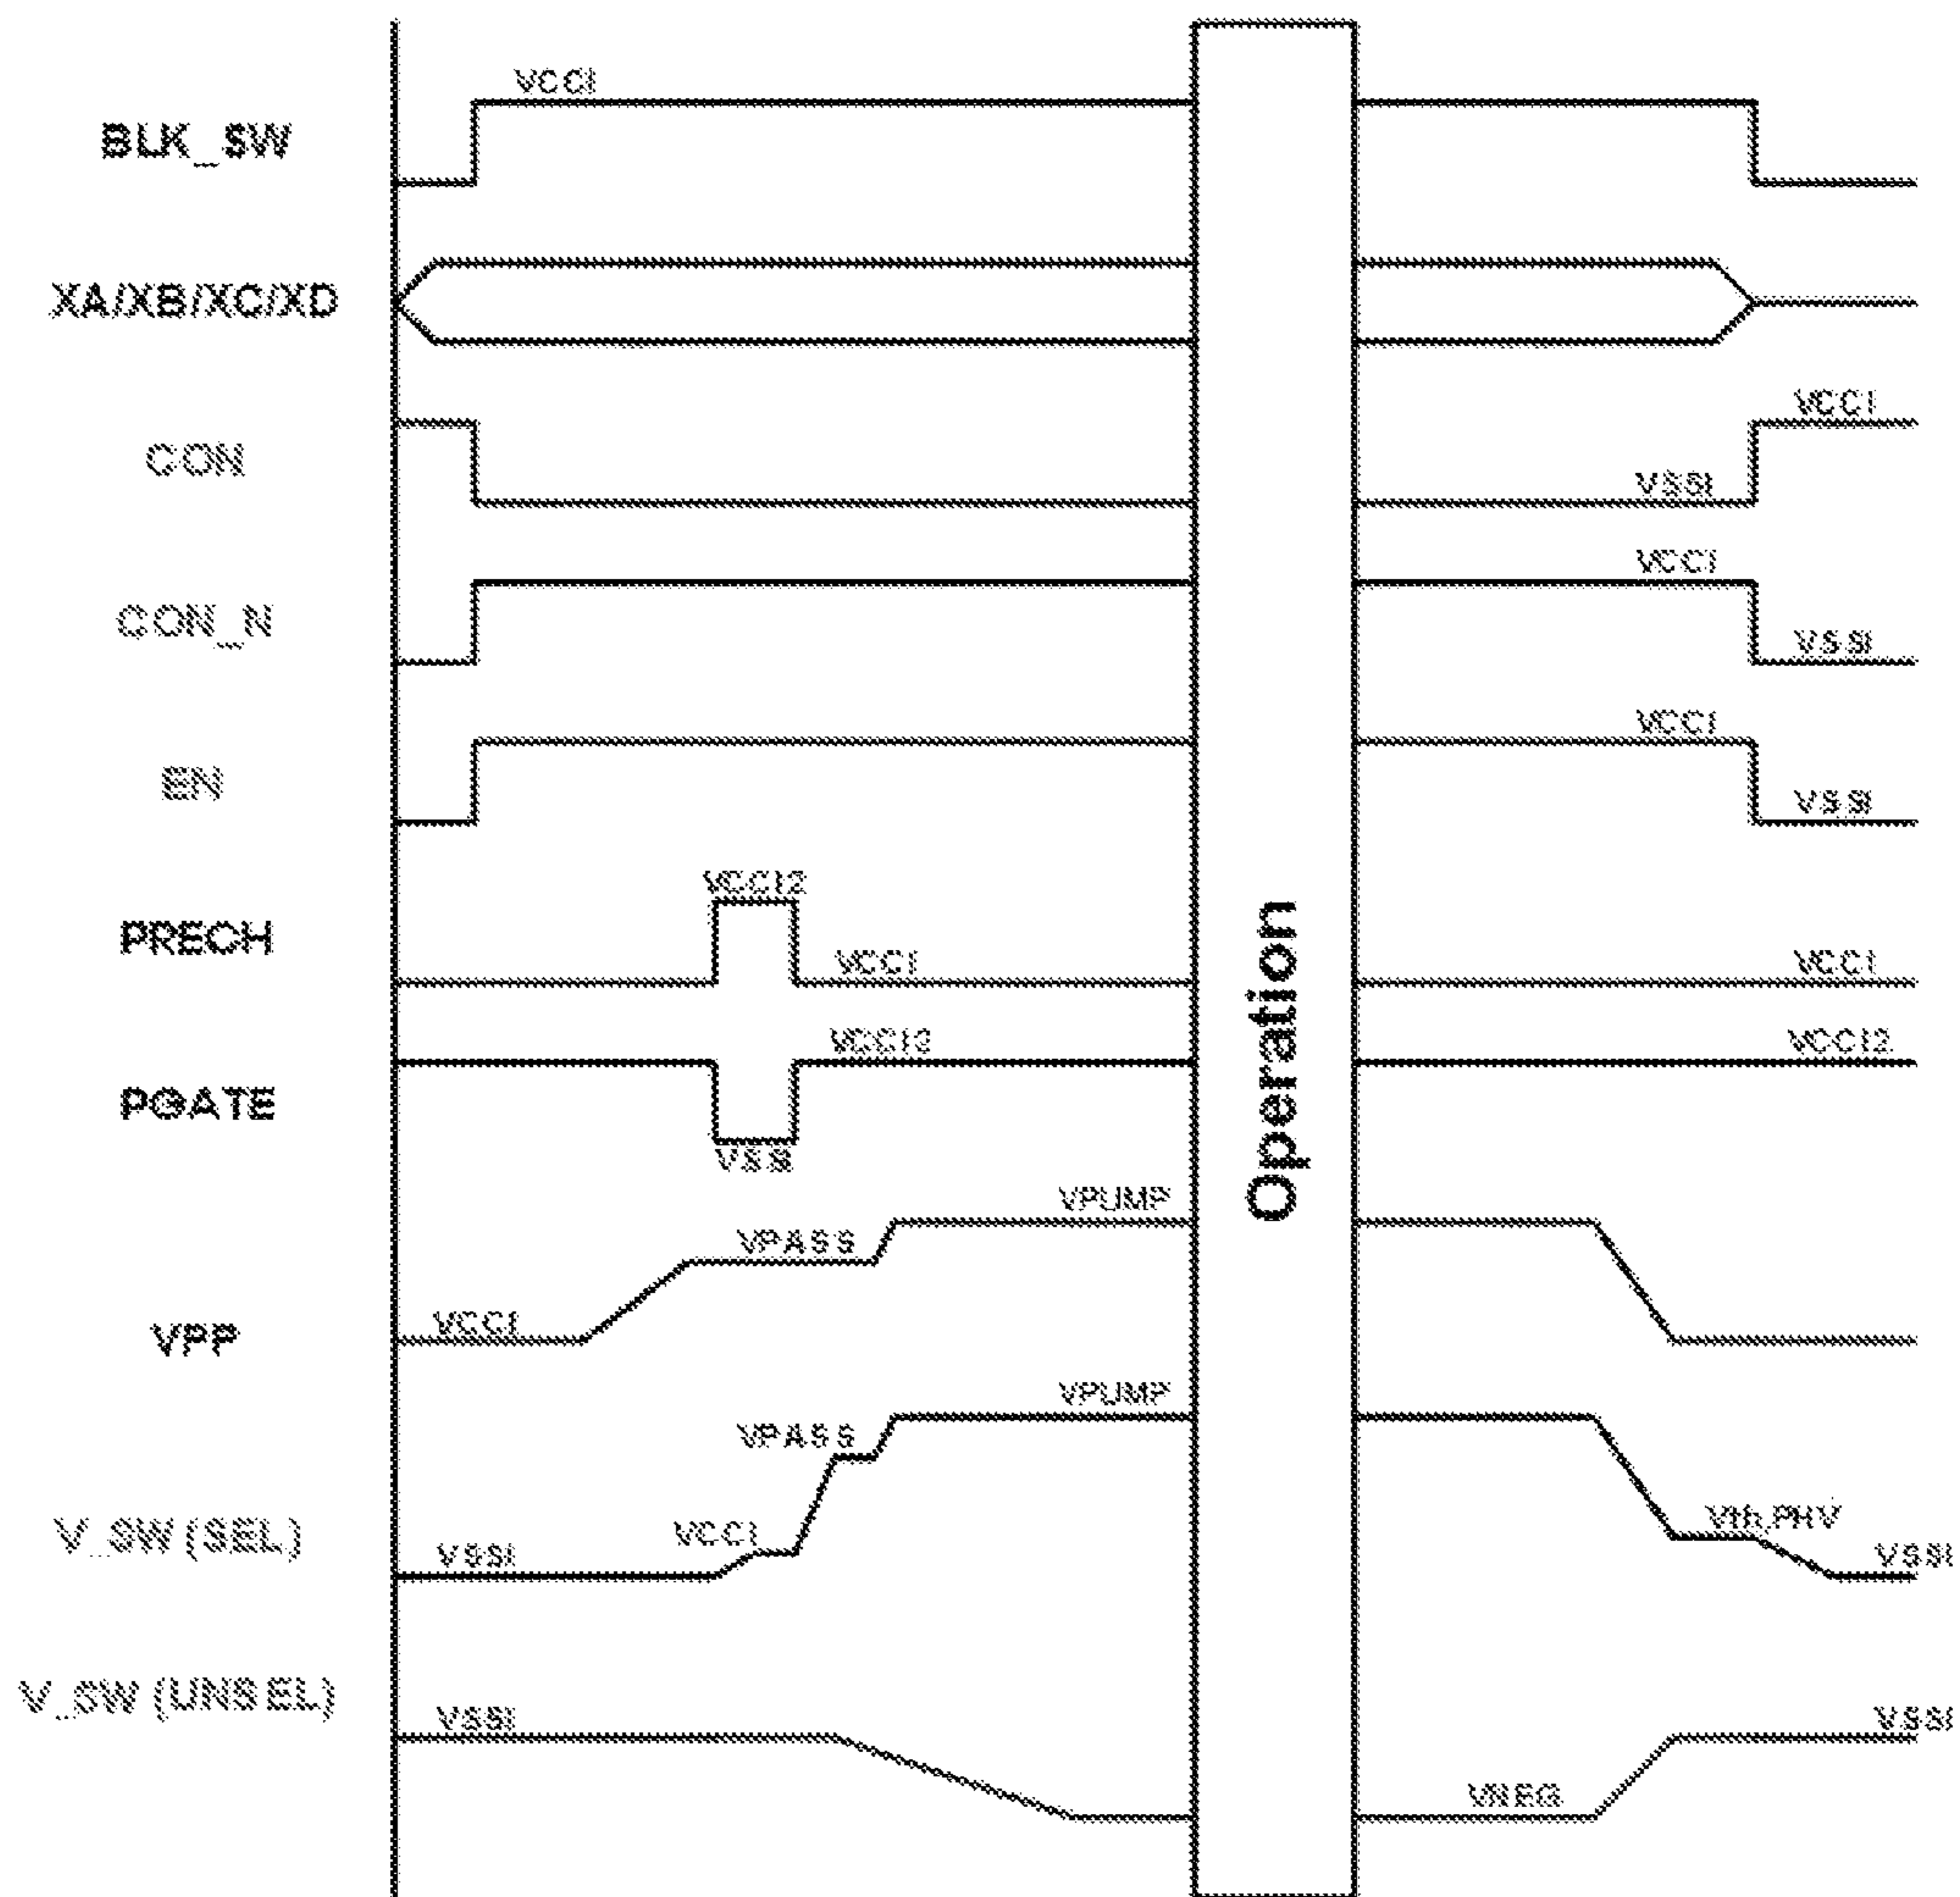 VCCI
BLK_SW
XA/XB/XC/XD
VCCI
CON
VSSI
VCCI
CON_N
VSSI
VCCI
EN
VSSI
VCCI2
PRECH
VCCI
VCCI
VCCI2
VCCI2
PGATE
VSSI
Operation
VPUMP
VPASS
VCCI
VPP
VPUMP
VPASS
VCCI
Vth,PHV
V_SW (SEL)
VSSI
VSSI
V_SW (UNSEL)
VSSI
VSSI
VNEG